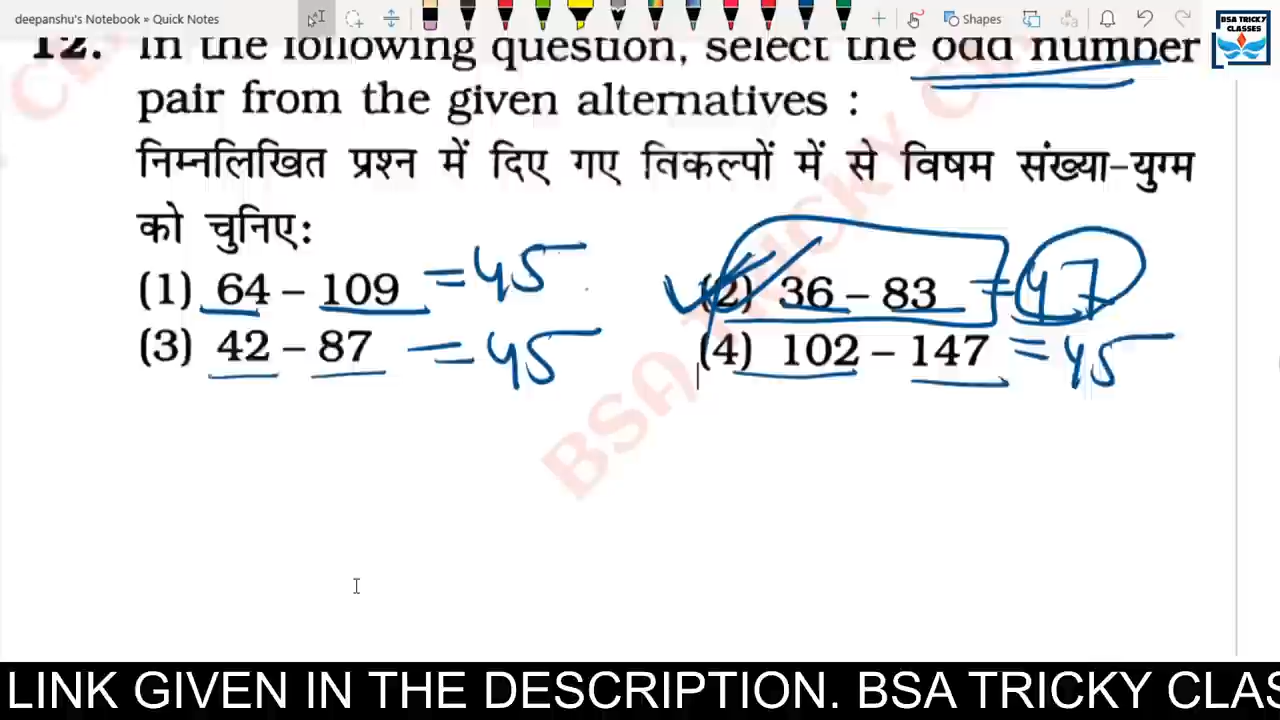 deepanshu's Notebook » Quick Notes
Shapes
BSA TRICKY
CLASSES
12. In the following question, select the odd number
pair from the given alternatives :
निम्नलिखित प्रश्न में दिए गए विकल्पों में से विषम संख्या-युग्म
को चुनिए:
(1) 64 – 109 = 45
(2) 36 – 83 = 47
(3) 42 – 87 = 45
(4) 102 – 147 = 45
BSA TRICKY
LINK GIVEN IN THE DESCRIPTION. BSA TRICKY CLAS